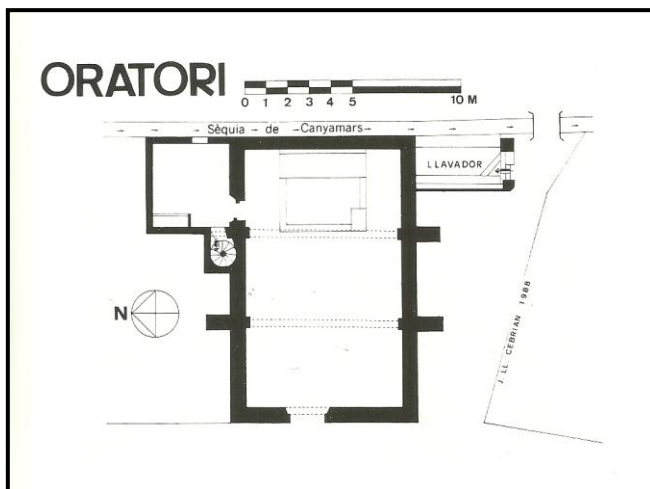 ORATORI
0 1 2 3 4 5 10 M
Sèquia de Canyamars
LLAVADOR
N
J. LL. CEBRIAN 1988